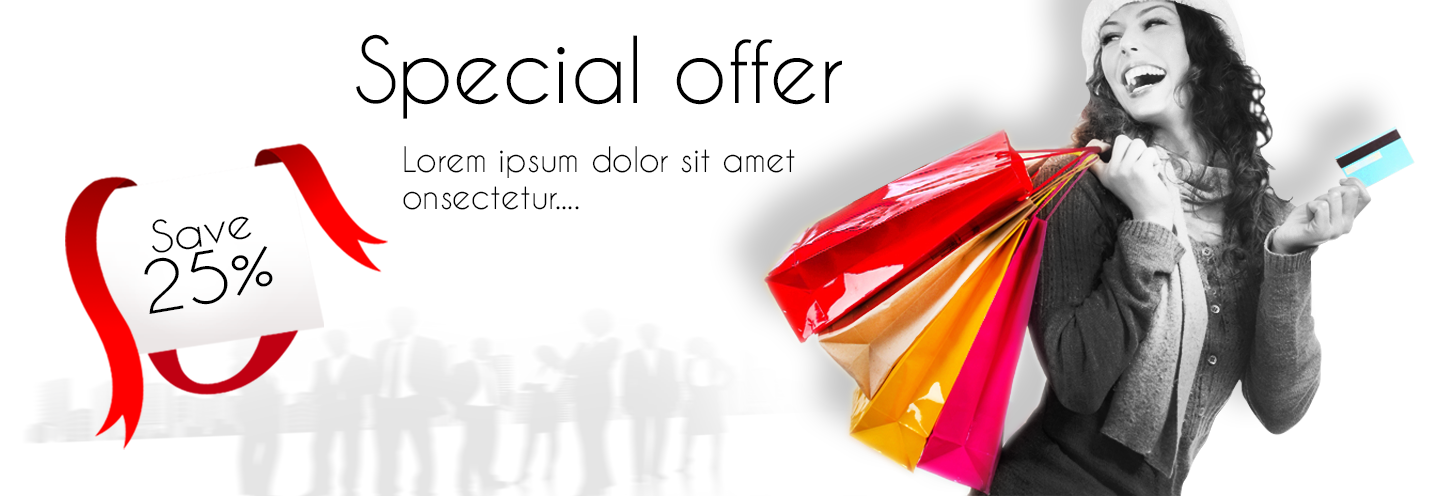 Special offer
Lorem ipsum dolor sit amet
onsectetur....
Save
25%